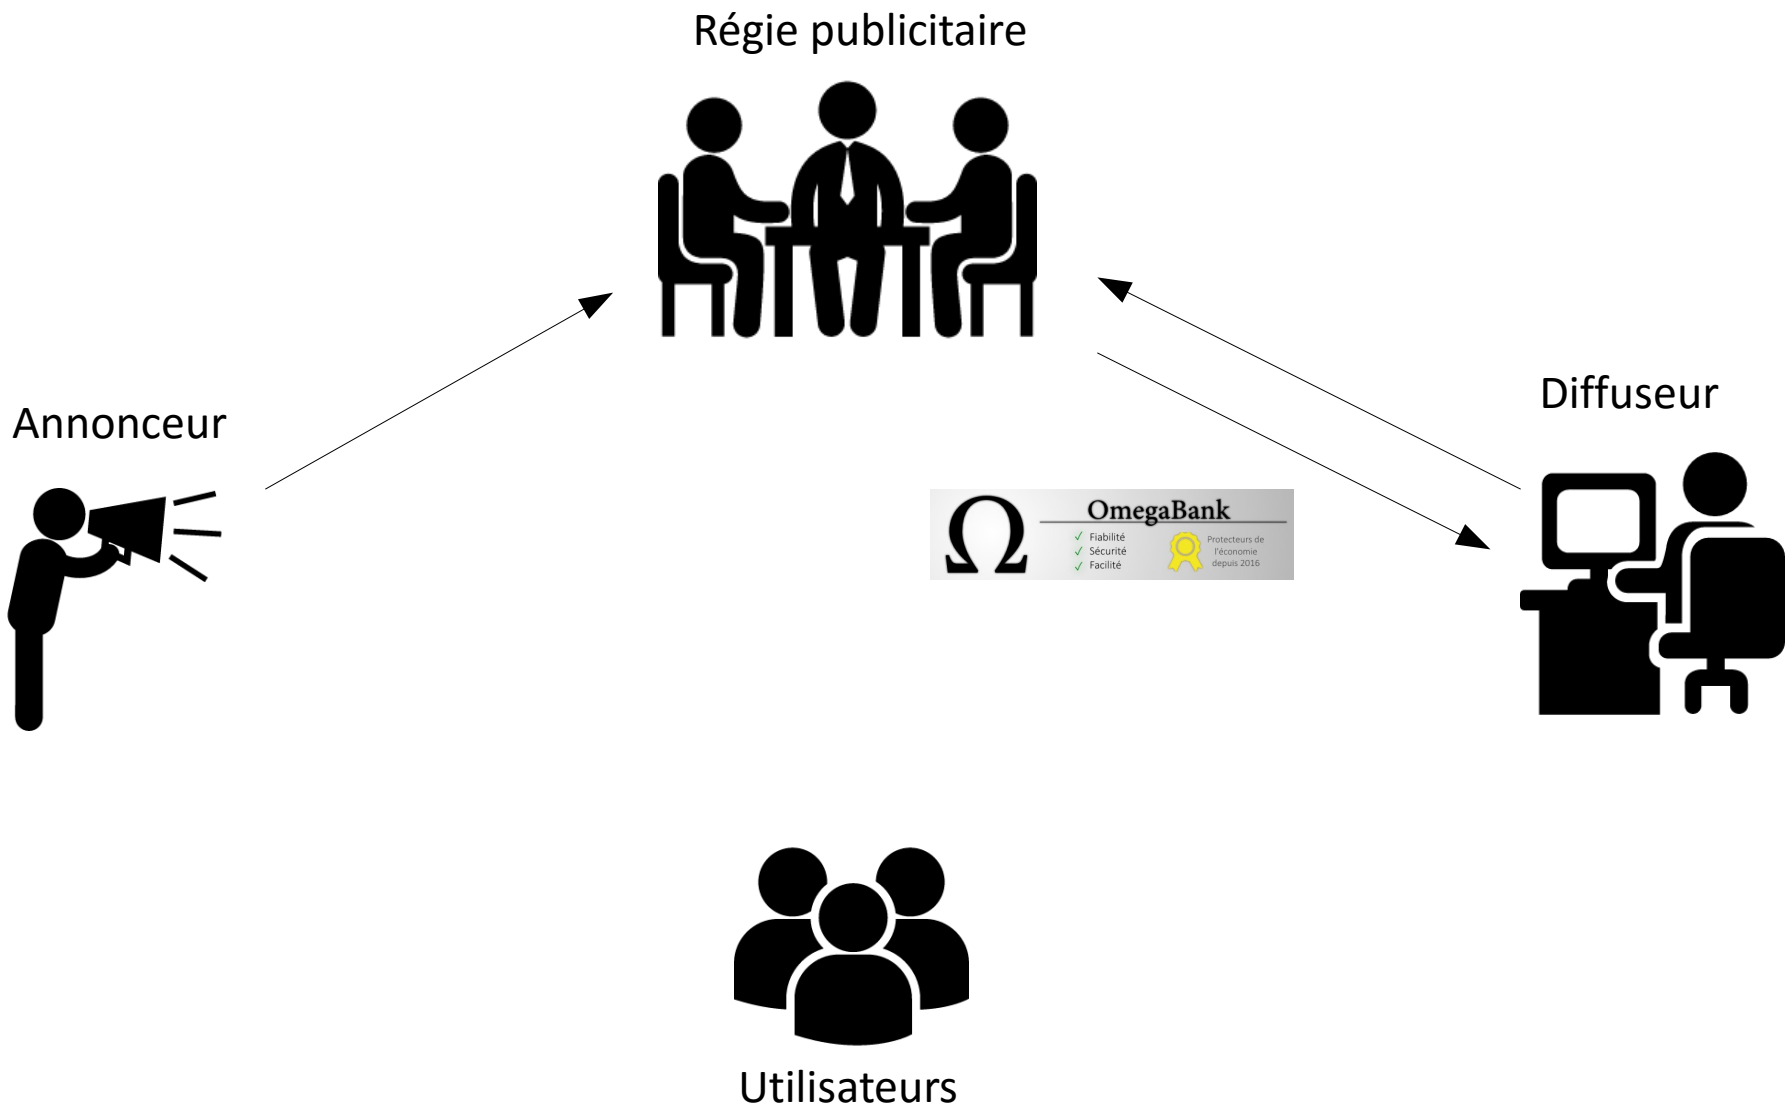 Régie publicitaire
Annonceur
Diffuseur
Ω
OmegaBank
✓ Fiabilité
✓ Sécurité
✓ Facilité
Protecteurs de
l'économie
depuis 2016
Utilisateurs